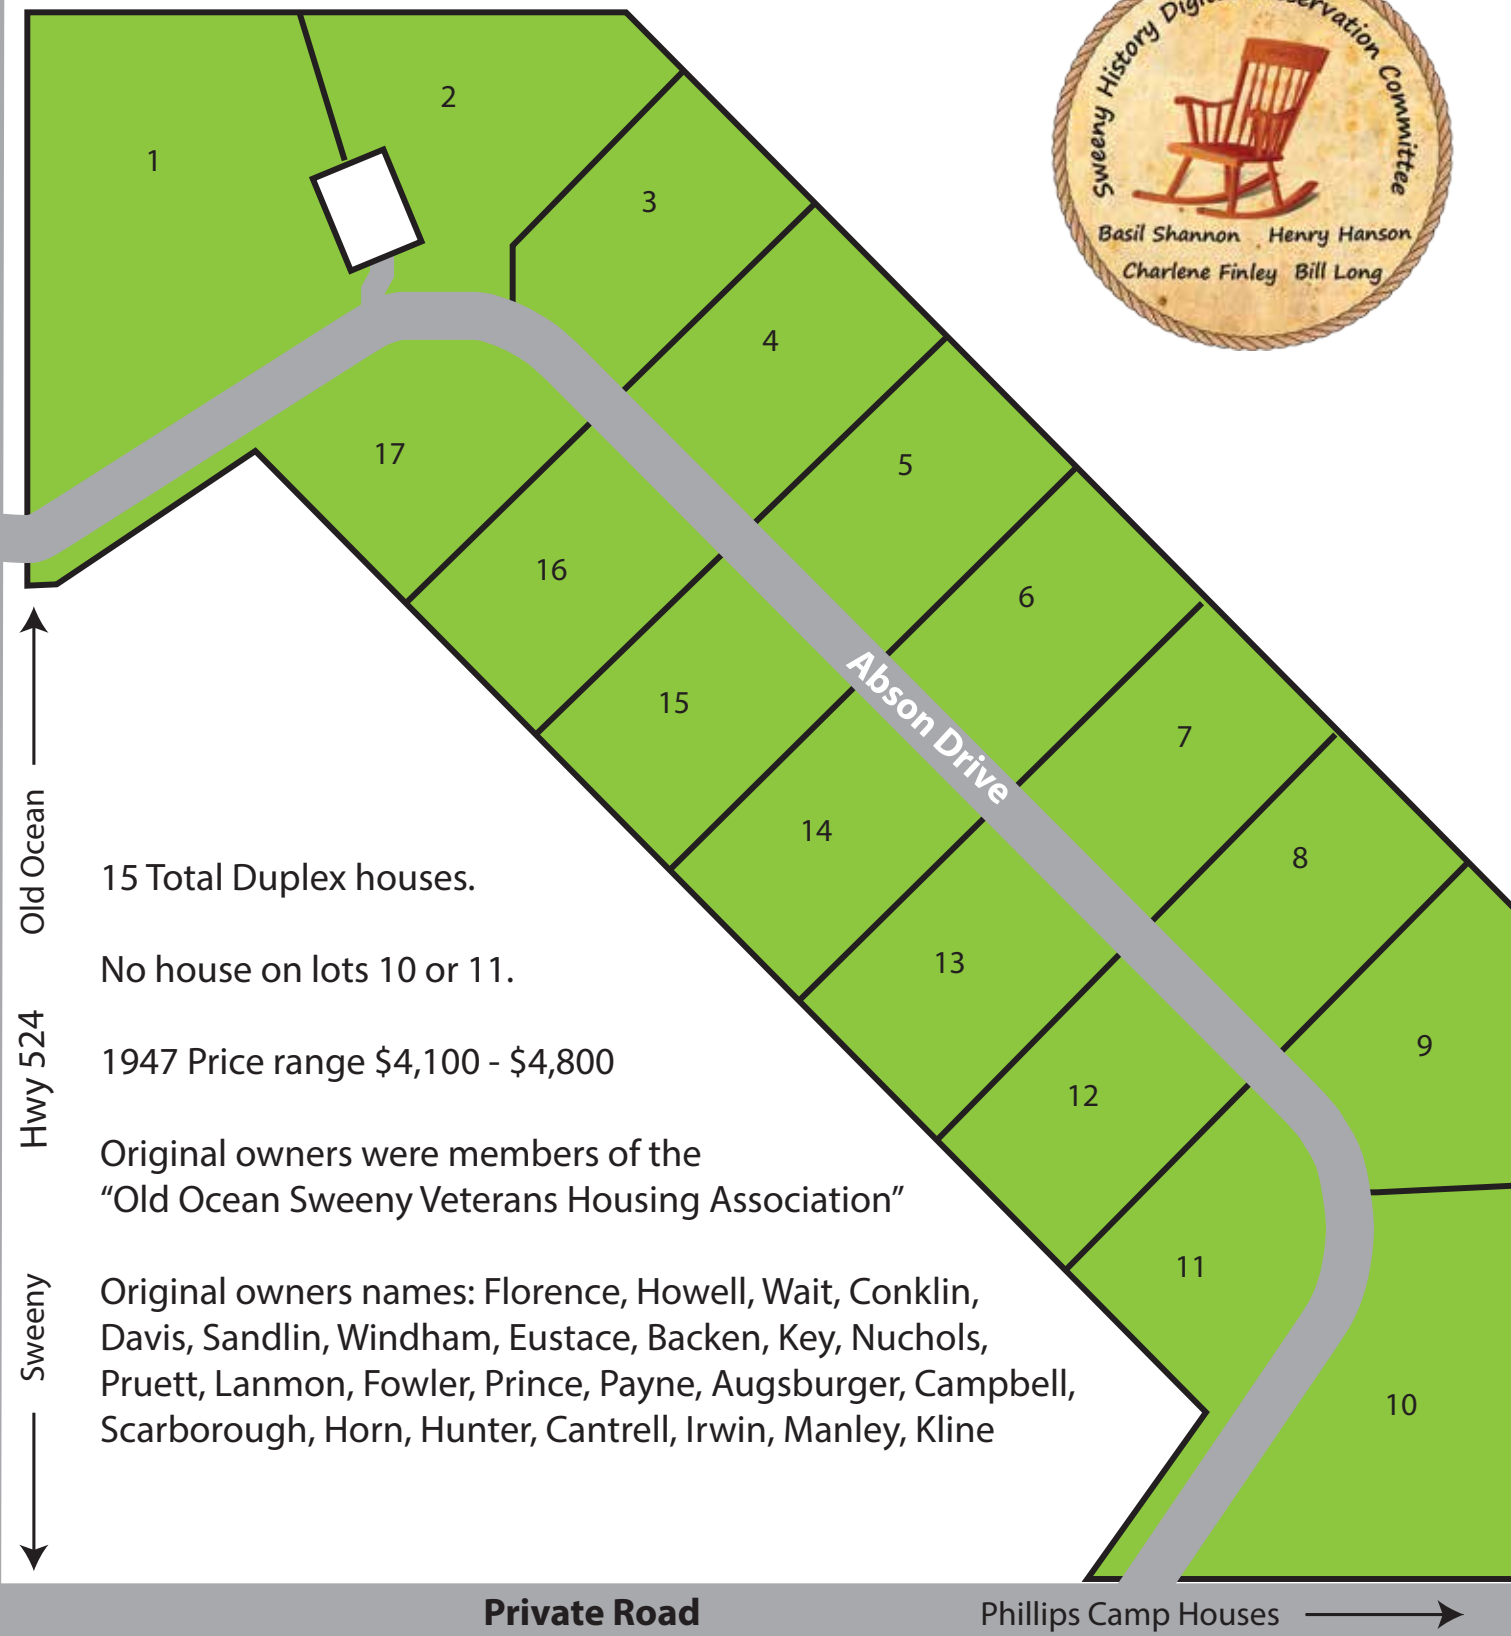 Sweeny History Preservation Committee
Basil Shannon Henry Hanson
Charlene Finley Bill Long
1
2
3
4
5
6
7
8
9
10
11
12
13
14
15
16
17
Abson Drive
Old Ocean
Hwy 524
Sweeny
15 Total Duplex houses.
No house on lots 10 or 11.
1947 Price range $4,100 - $4,800
Original owners were members of the
“Old Ocean Sweeny Veterans Housing Association”
Original owners names: Florence, Howell, Wait, Conklin,
Davis, Sandlin, Windham, Eustace, Backen, Key, Nuchols,
Pruett, Lanmon, Fowler, Prince, Payne, Augsburger, Campbell,
Scarborough, Horn, Hunter, Cantrell, Irwin, Manley, Kline
Private Road
Phillips Camp Houses